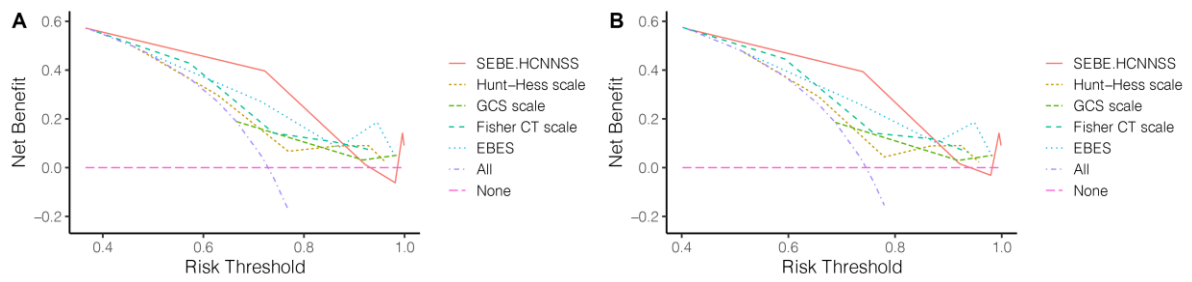 A
Net Benefit
0.6
0.4
0.2
0.0
−0.2
0.4
0.6
0.8
1.0
Risk Threshold
SEBE.HCNNSS
Hunt−Hess scale
GCS scale
Fisher CT scale
EBES
All
None
B
Net Benefit
0.6
0.4
0.2
0.0
−0.2
0.4
0.6
0.8
1.0
Risk Threshold
SEBE.HCNNSS
Hunt−Hess scale
GCS scale
Fisher CT scale
EBES
All
None